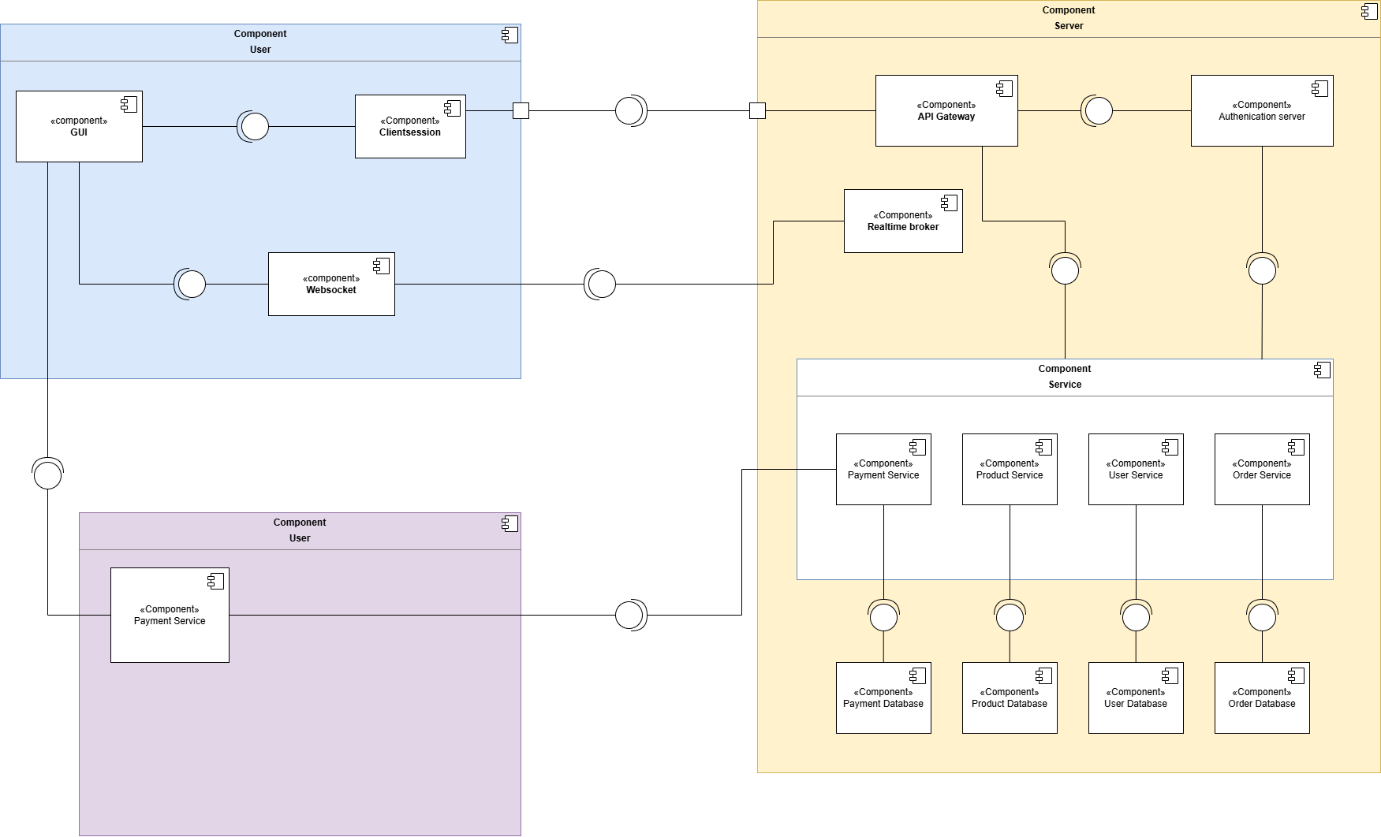 Component
User
«component»
GUI
«Component»
Clientsession
«component»
Websocket
Component
Server
«Component»
API Gateway
«Component»
Authenication server
«Component»
Realtime broker
Component
Service
«Component»
Payment Service
«Component»
Product Service
«Component»
User Service
«Component»
Order Service
«Component»
Payment Database
«Component»
Product Database
«Component»
User Database
«Component»
Order Database
Component
User
«Component»
Payment Service